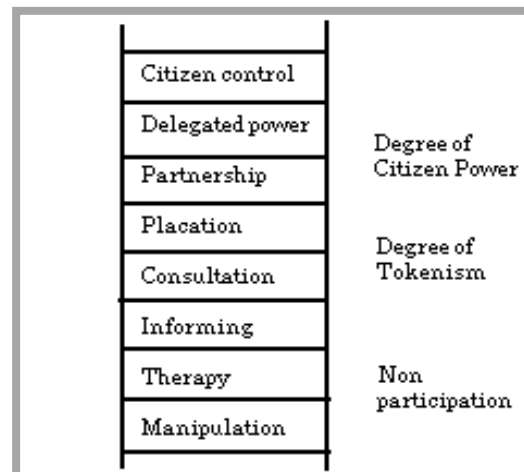 Citizen control
Delegated power
Partnership
Placation
Consultation
Informing
Therapy
Manipulation
Degree of
Citizen Power
Degree of
Tokenism
Non
participation